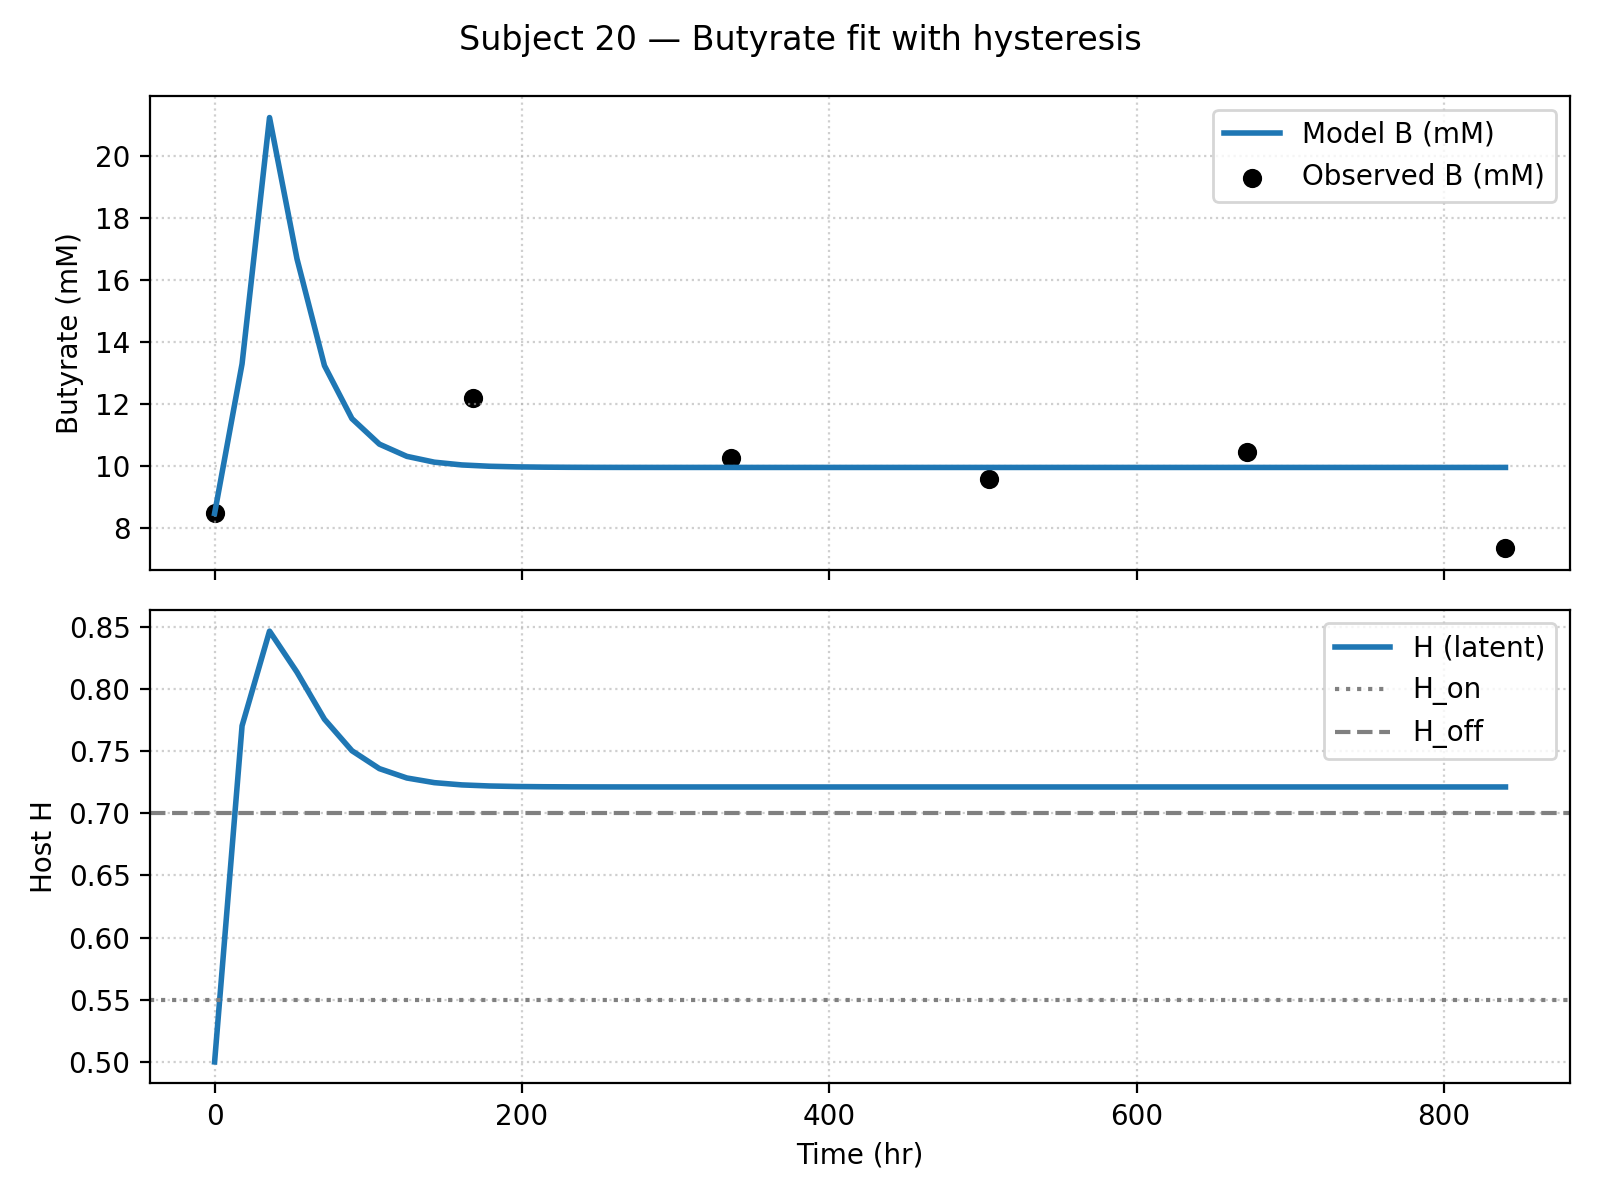 Subject 20 — Butyrate fit with hysteresis
Butyrate (mM)
20
18
16
14
12
10
8
Model B (mM)
Observed B (mM)
Host H
0.85
0.80
0.75
0.70
0.65
0.60
0.55
0.50
H (latent)
H_on
H_off
0
200
400
600
800
Time (hr)